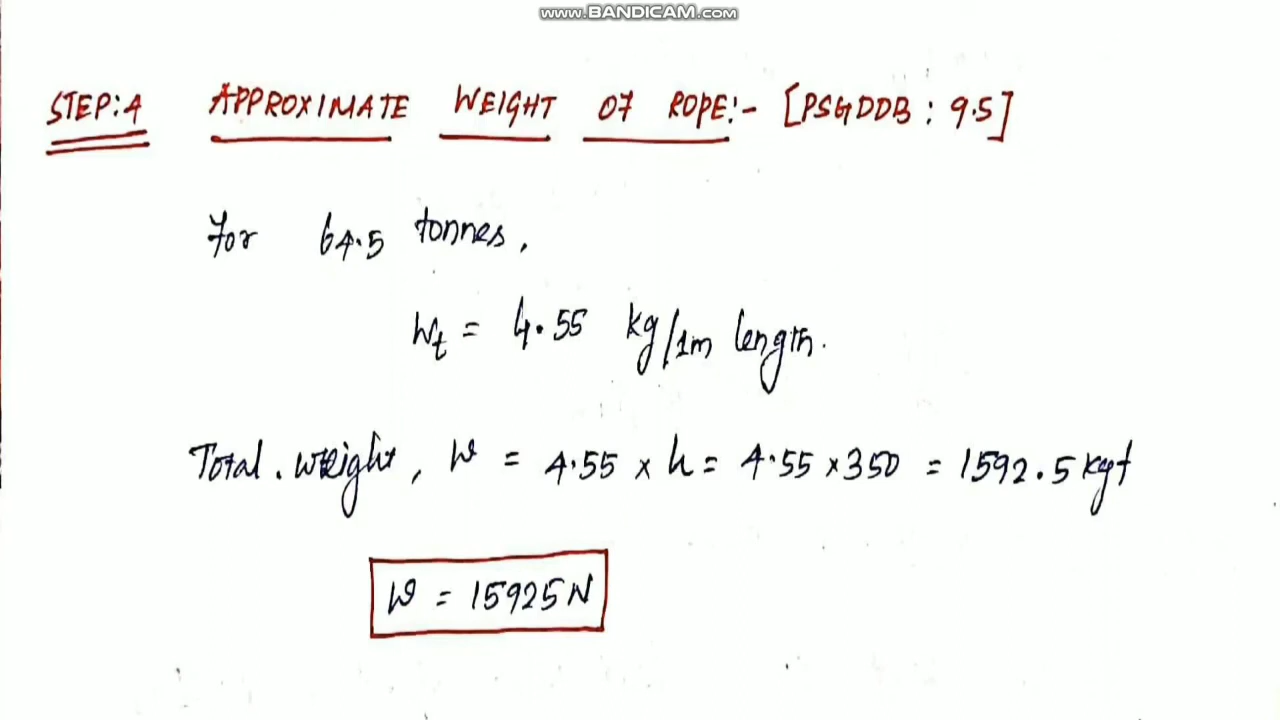 www.BANDICAM.com
STEP:4 APPROXIMATE WEIGHT OF ROPE:- [PSGDDB : 9.5]
For 64.5 tonnes,
Wt = 4.55 kg/1m length.
Total. weight, W = 4.55 x h = 4.55 x 350 = 1592.5 kgf
W = 15925 N